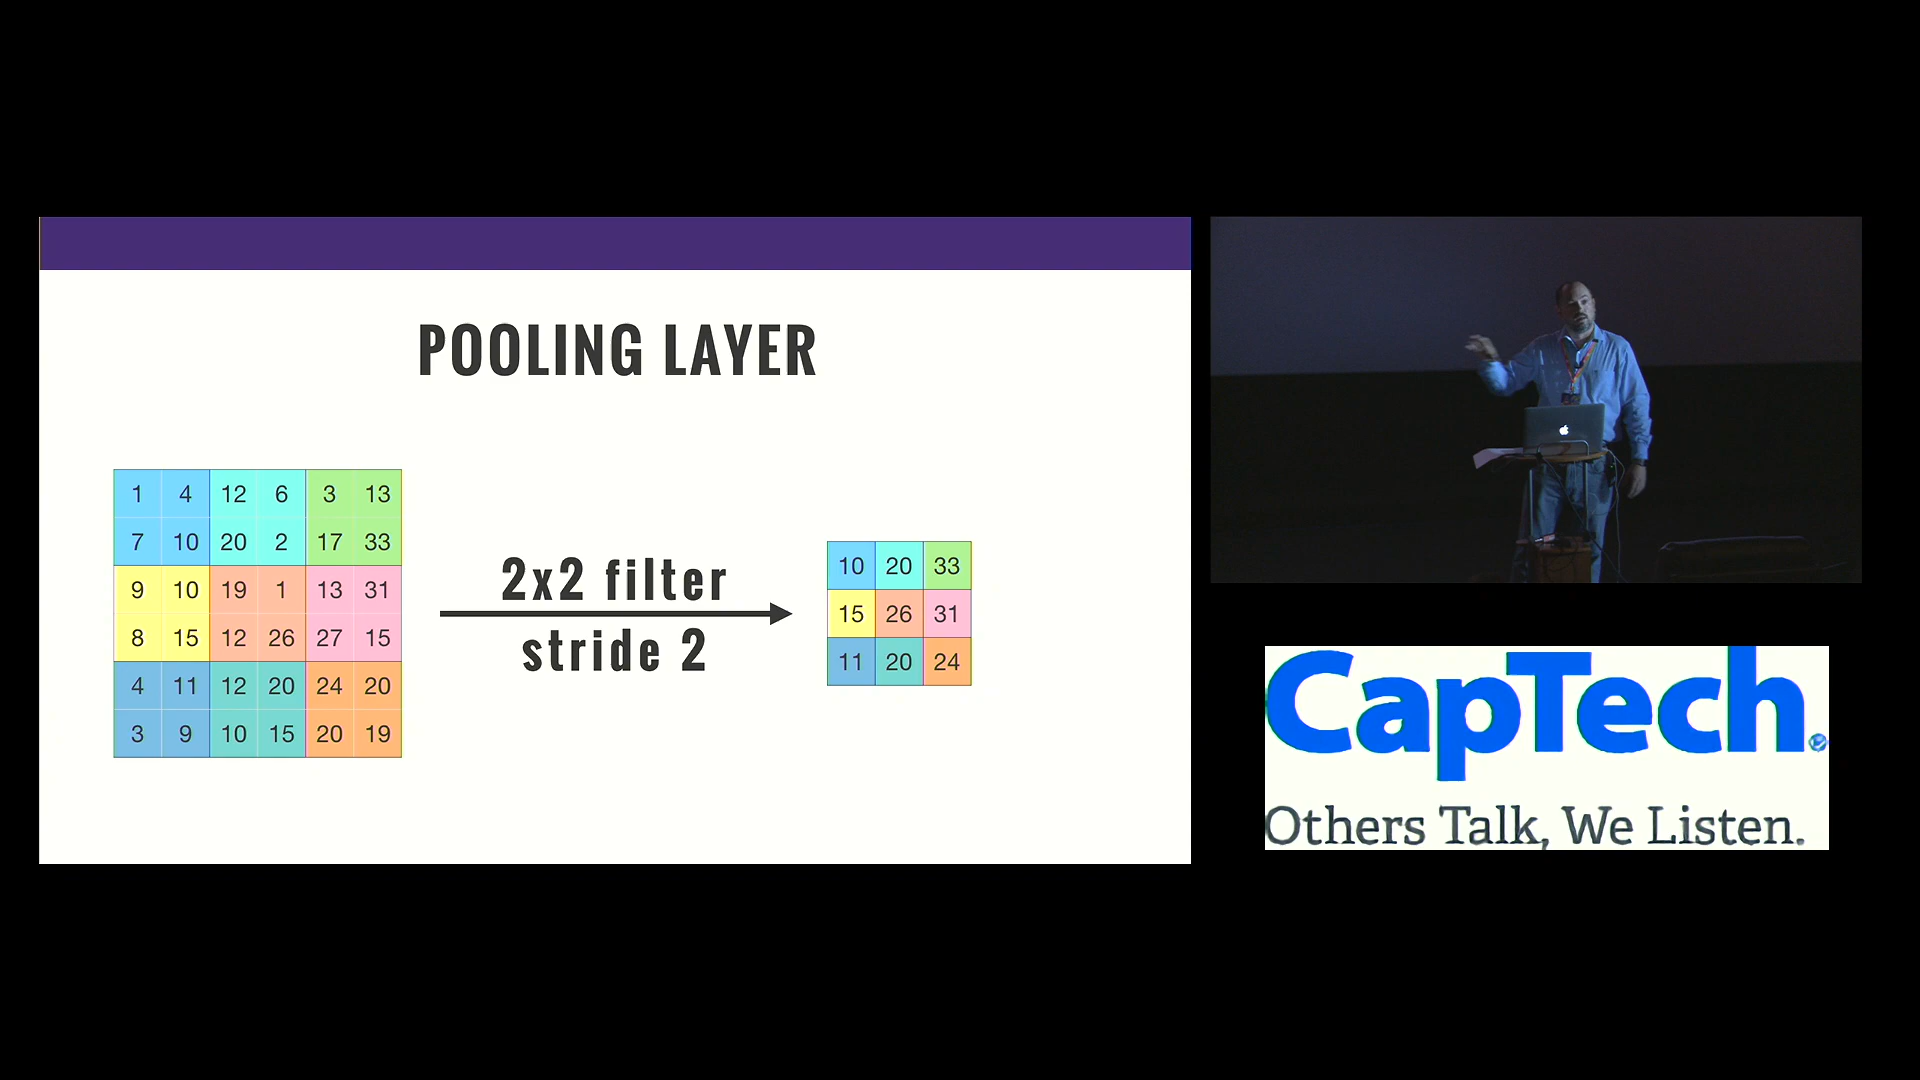 POOLING LAYER
1 4 12 6 3 13
7 10 20 2 17 33
9 10 19 1 13 31
8 15 12 26 27 15
4 11 12 20 24 20
3 9 10 15 20 19
2x2 filter
stride 2
10 20 33
15 26 31
11 20 24
CapTech
Others Talk, We Listen.